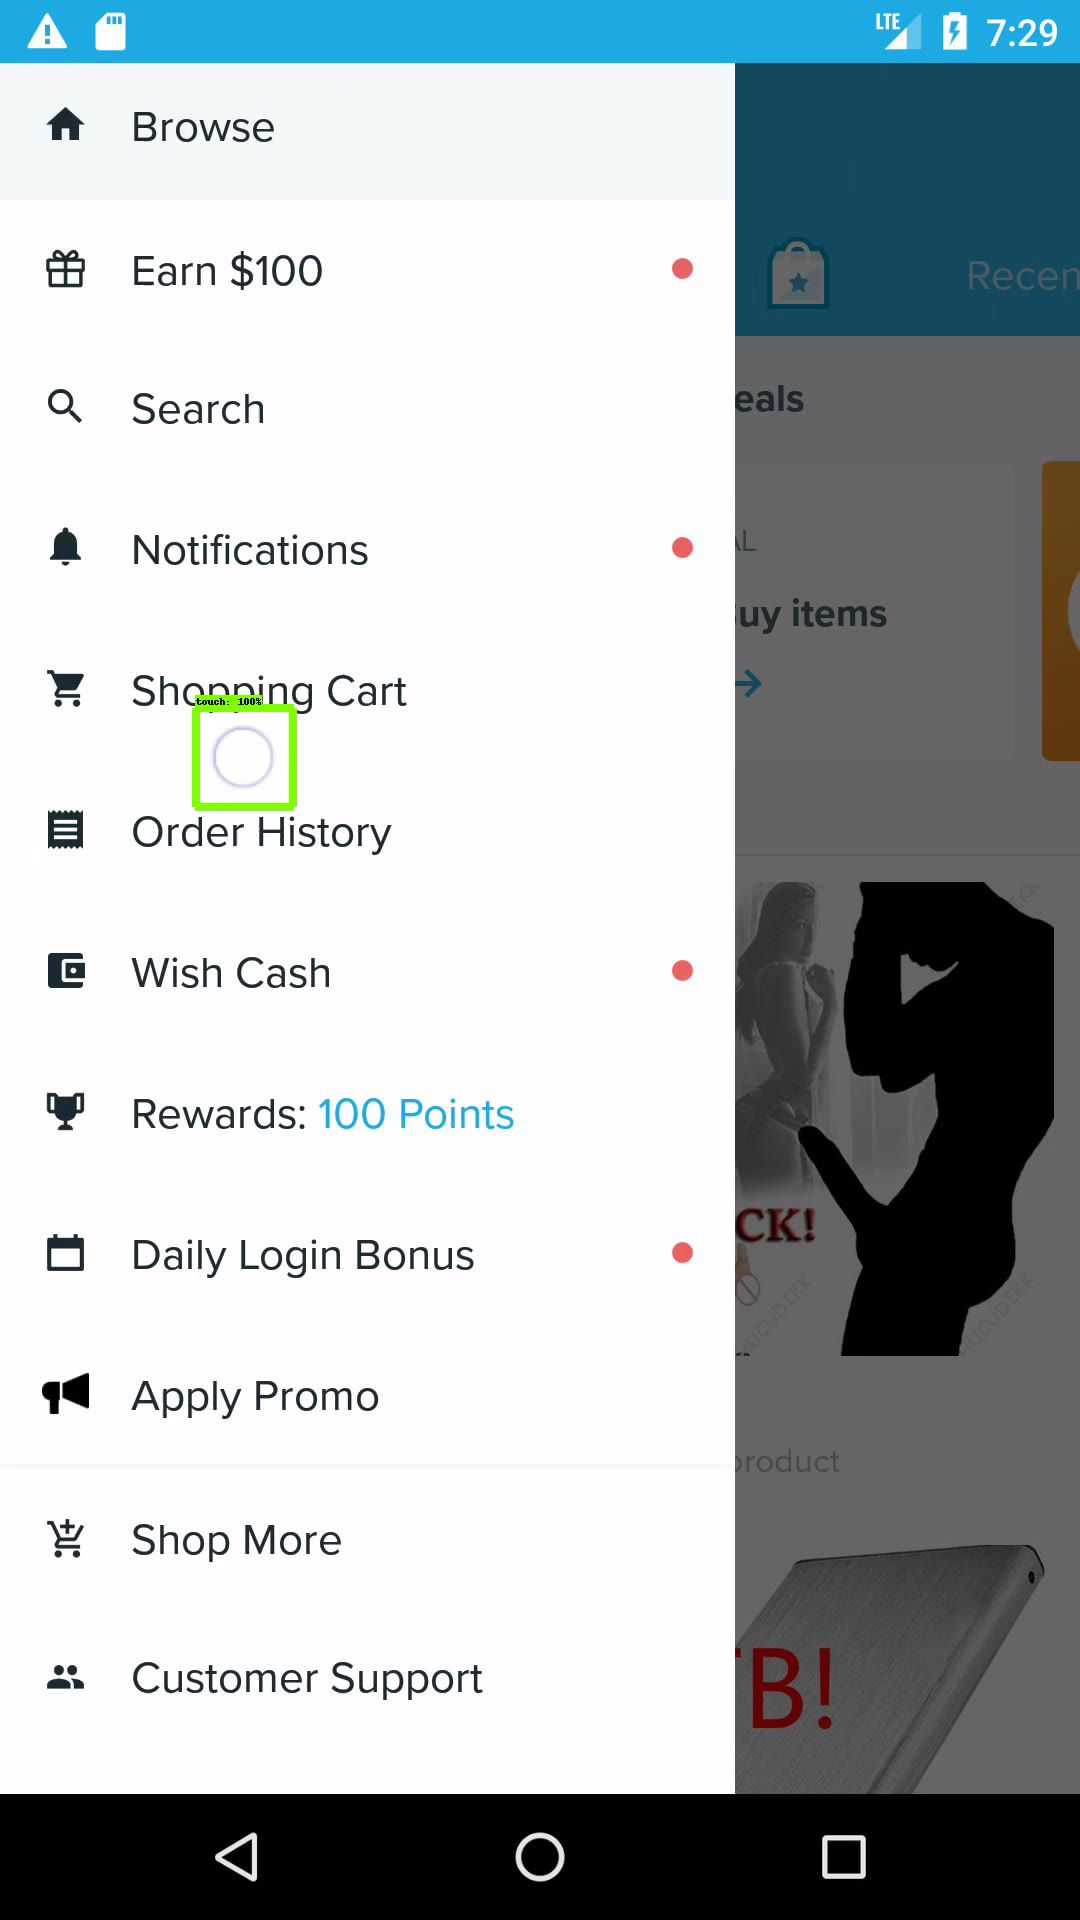 LTE 7:29
Browse
Earn $100
Recen
Search
eals
Notifications
AL
uy items
Shopping Cart
touch: 100%
Order History
Wish Cash
Rewards: 100 Points
CK!
Daily Login Bonus
Apply Promo
product
Shop More
TB!
Customer Support